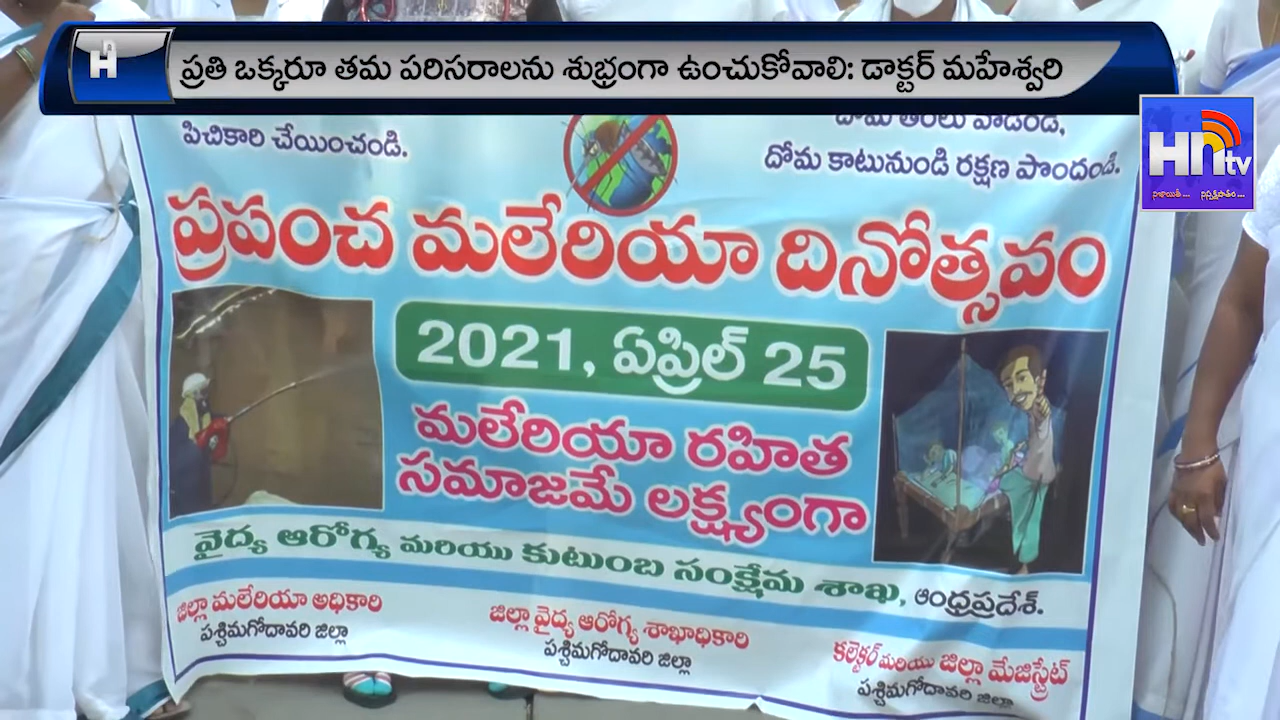 ప్రతి ఒక్కరూ తమ పరిసరాలను శుభ్రంగా ఉంచుకోవాలి: డాక్టర్ మహేశ్వరి
H
HN tv
పిచికారి చేయించండి.
దోమ కాటునుండి రక్షణ పొందండి.
ప్రపంచ మలేరియా దినోత్సవం
2021, ఏప్రిల్ 25
మలేరియా రహిత
సమాజమే లక్ష్యంగా
వైద్య ఆరోగ్య మరియు కుటుంబ సంక్షేమ శాఖ, ఆంధ్రప్రదేశ్.
జిల్లా మలేరియా అధికారి
పశ్చిమగోదావరి జిల్లా
జిల్లా వైద్య ఆరోగ్య శాఖాధికారి
పశ్చిమగోదావరి జిల్లా
కలెక్టర్ మరియు జిల్లా మేజిస్ట్రేట్
పశ్చిమగోదావరి జిల్లా